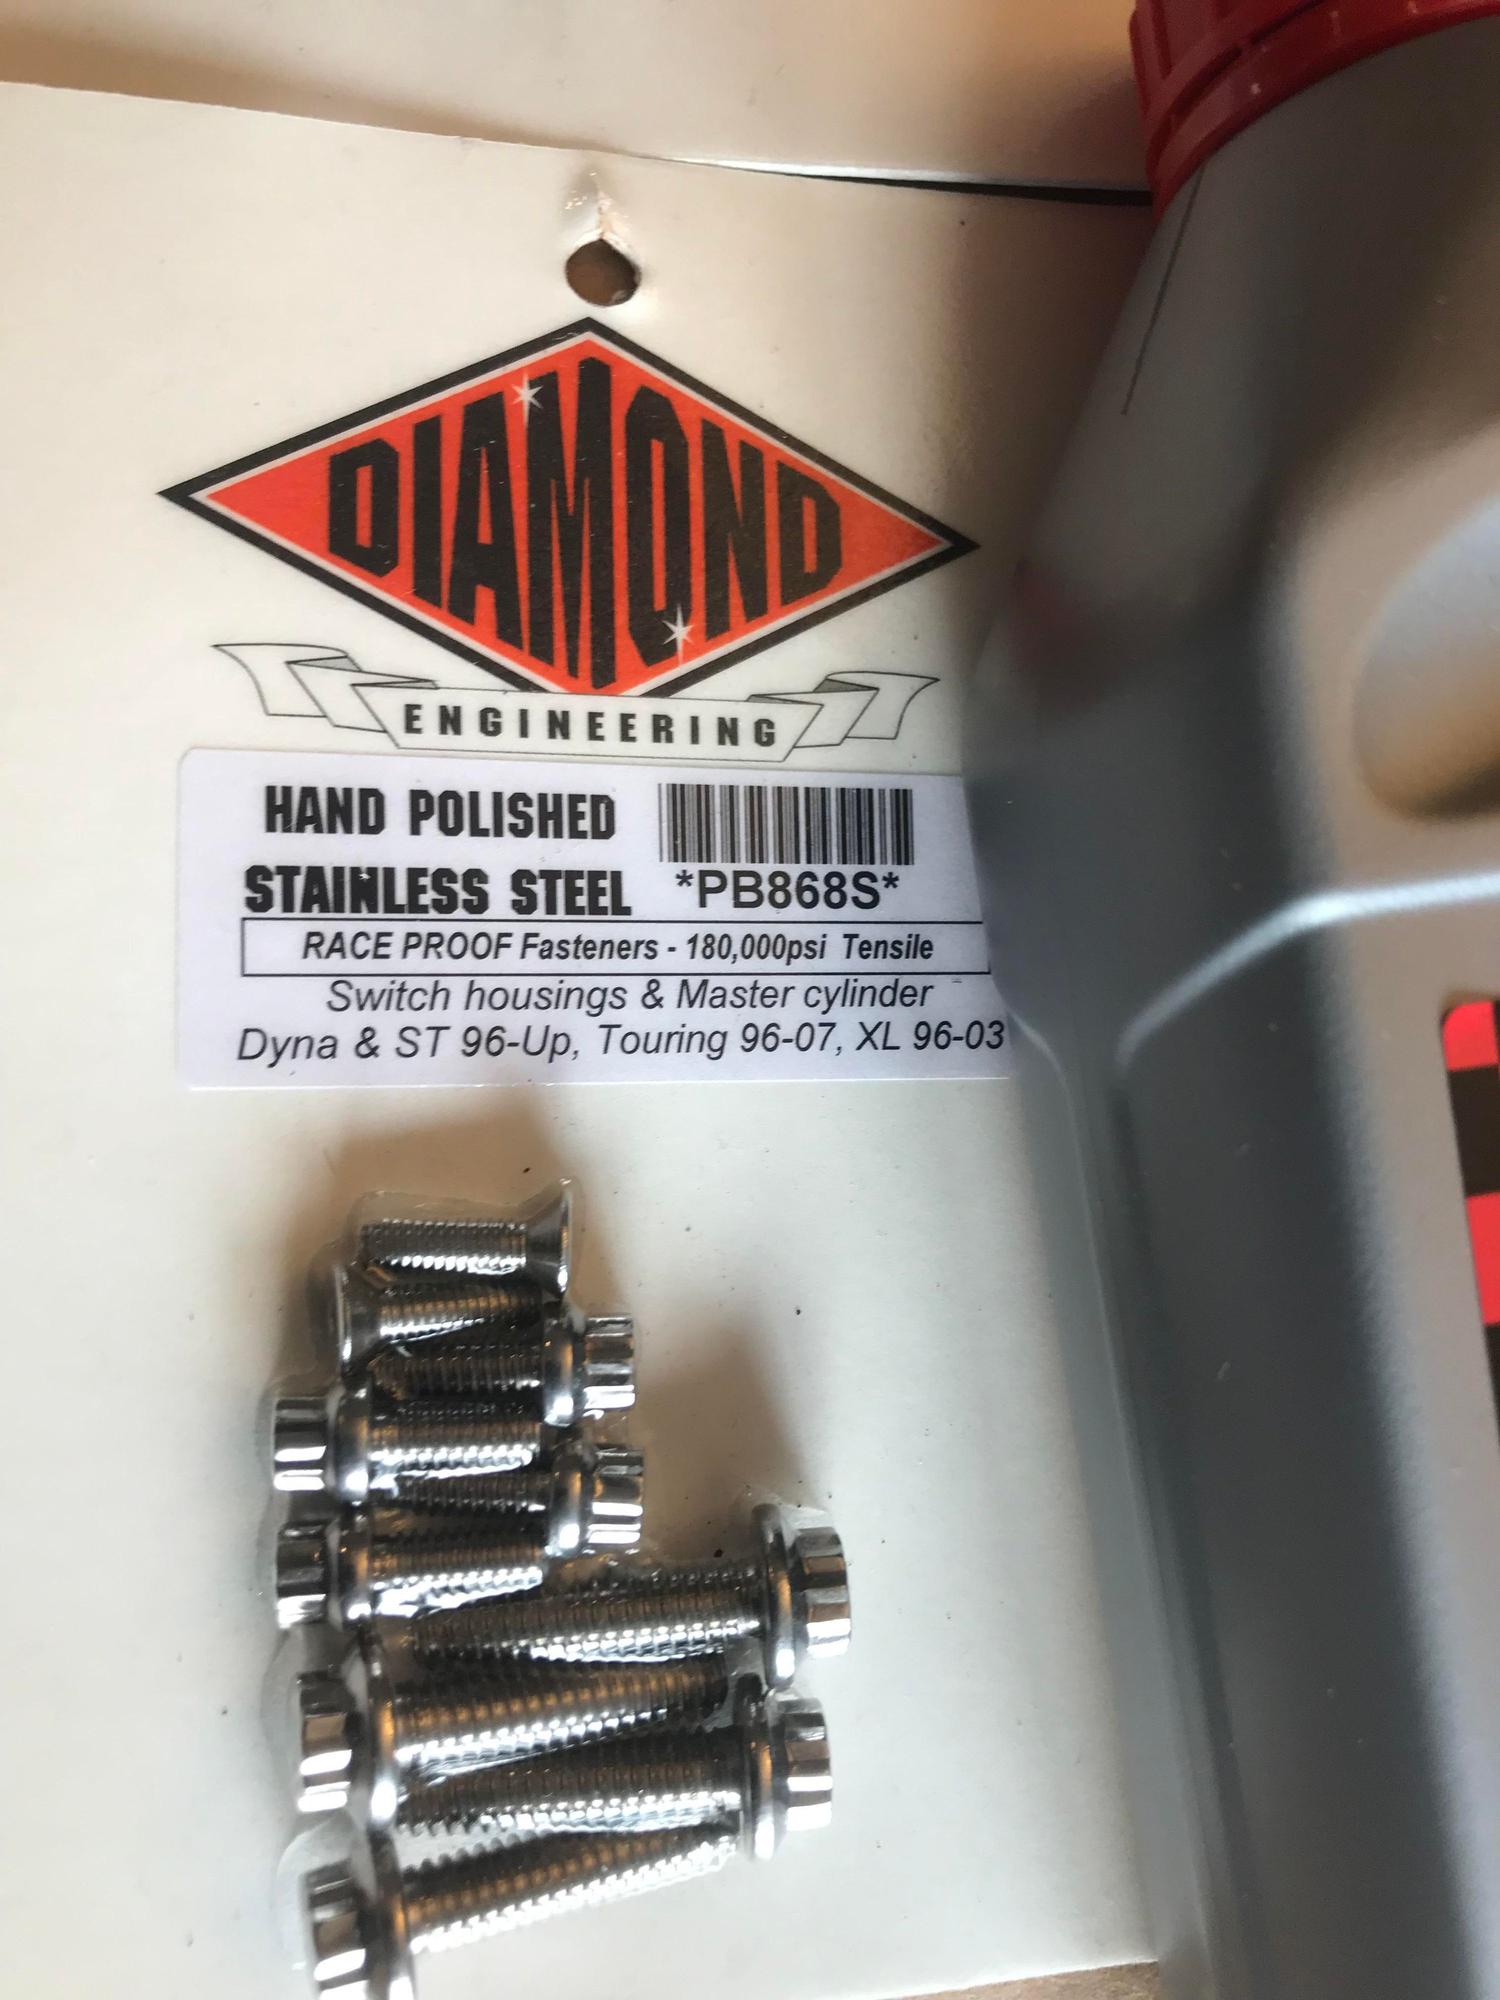 DIAMOND
ENGINEERING
HAND POLISHED
STAINLESS STEEL
*PB868S*
RACE PROOF Fasteners - 180,000psi Tensile
Switch housings & Master cylinder
Dyna & ST 96-Up, Touring 96-07, XL 96-03